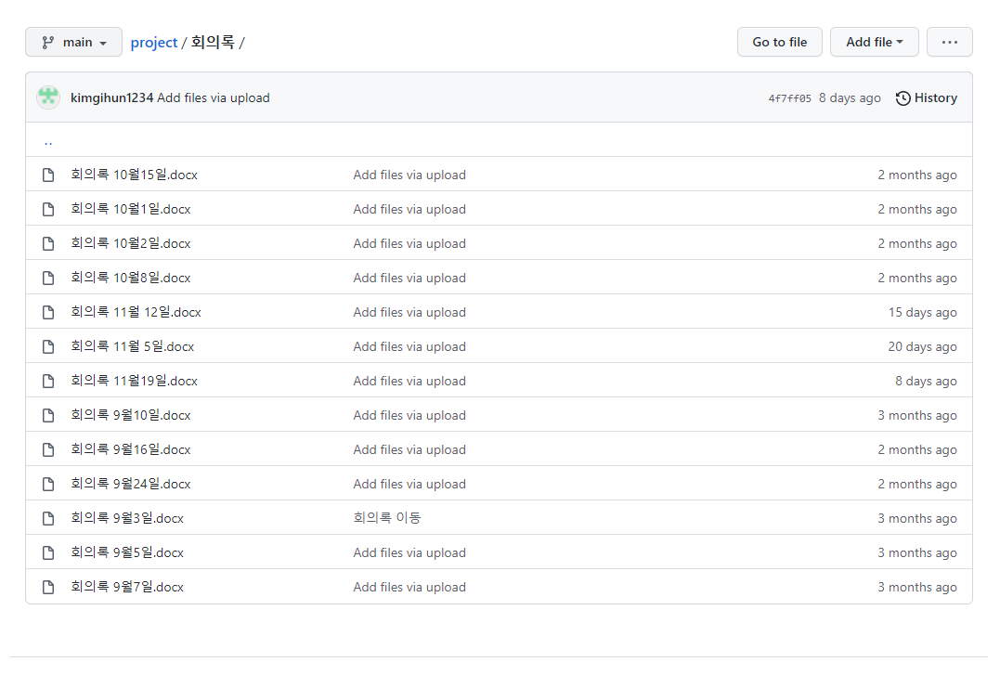 main project / 회의록 / Go to file Add file ...
kimgihun1234 Add files via upload 4f7ff05 8 days ago History
..
회의록 10월15일.docx Add files via upload 2 months ago
회의록 10월1일.docx Add files via upload 2 months ago
회의록 10월2일.docx Add files via upload 2 months ago
회의록 10월8일.docx Add files via upload 2 months ago
회의록 11월 12일.docx Add files via upload 15 days ago
회의록 11월 5일.docx Add files via upload 20 days ago
회의록 11월19일.docx Add files via upload 8 days ago
회의록 9월10일.docx Add files via upload 3 months ago
회의록 9월16일.docx Add files via upload 2 months ago
회의록 9월24일.docx Add files via upload 2 months ago
회의록 9월3일.docx 회의록 이동 3 months ago
회의록 9월5일.docx Add files via upload 3 months ago
회의록 9월7일.docx Add files via upload 3 months ago